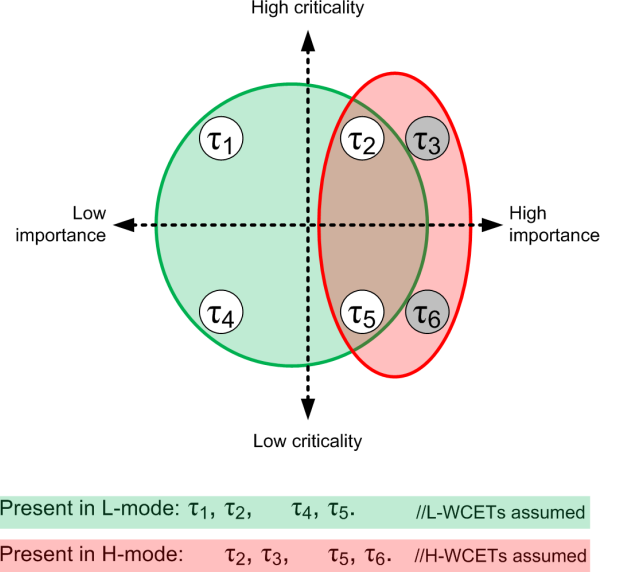 High criticality
τ1
τ2
τ3
Low
importance
High
importance
τ4
τ5
τ6
Low criticality
Present in L-mode: τ1, τ2, τ4, τ5. //L-WCETs assumed
Present in H-mode: τ2, τ3, τ5, τ6. //H-WCETs assumed